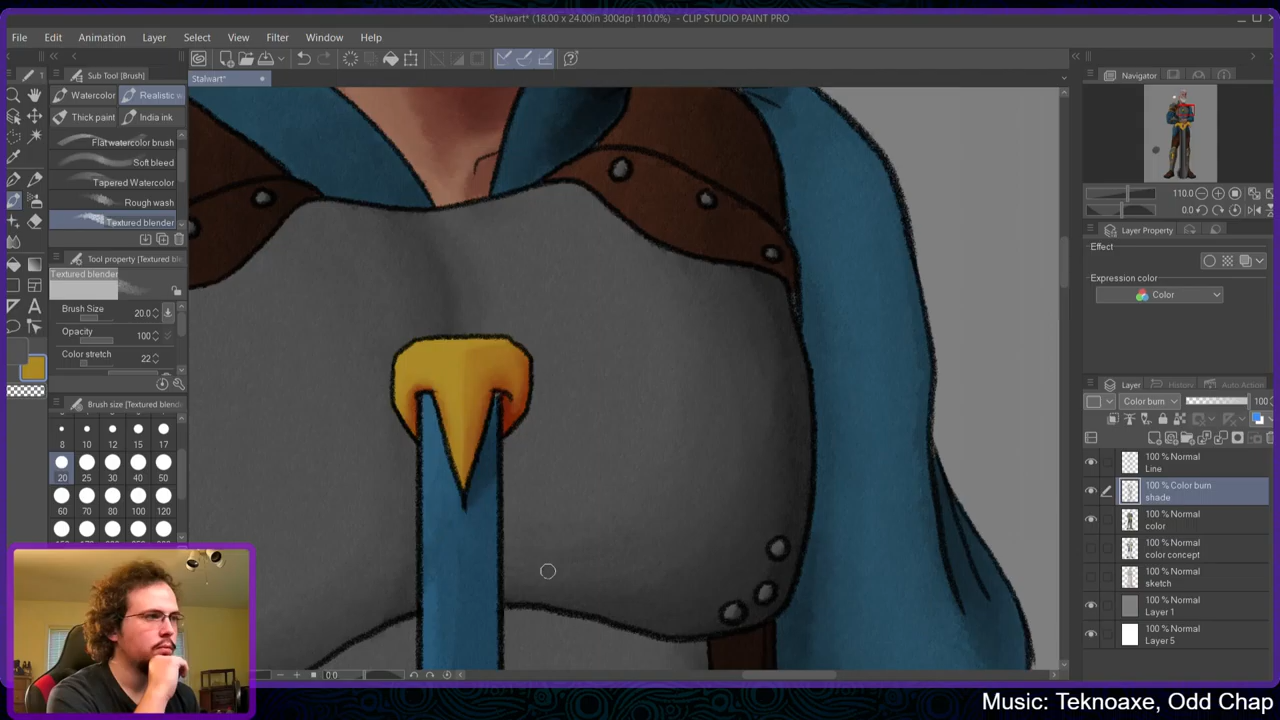 Stalwart* (18.00 x 24.00in 300dpi 110.0%) - CLIP STUDIO PAINT PRO
File Edit Animation Layer Select View Filter Window Help
Sub Tool [Brush]
Stalwart*
Navigator
Watercolor
Realistic w
Thick paint
India ink
Flat watercolor brush
Soft bleed
Tapered Watercolor
Rough wash
Textured blender
110.0
0.0
Layer Property
Effect
Expression color
Color
Tool property [Textured blende
Textured blender
Brush Size 20.0
Opacity 100
Color stretch 22
Brush size [Textured blend
8 10 12 15 17
20 25 30 40 50
60 70 80 100 120
Layer History Auto Action
Color burn 100
100 % Normal
Line
100 % Color burn
shade
100 % Normal
color
100 % Normal
color concept
100 % Normal
sketch
100 % Normal
Layer 1
100 % Normal
Layer 5
0.0
Music: Teknoaxe, Odd Chap